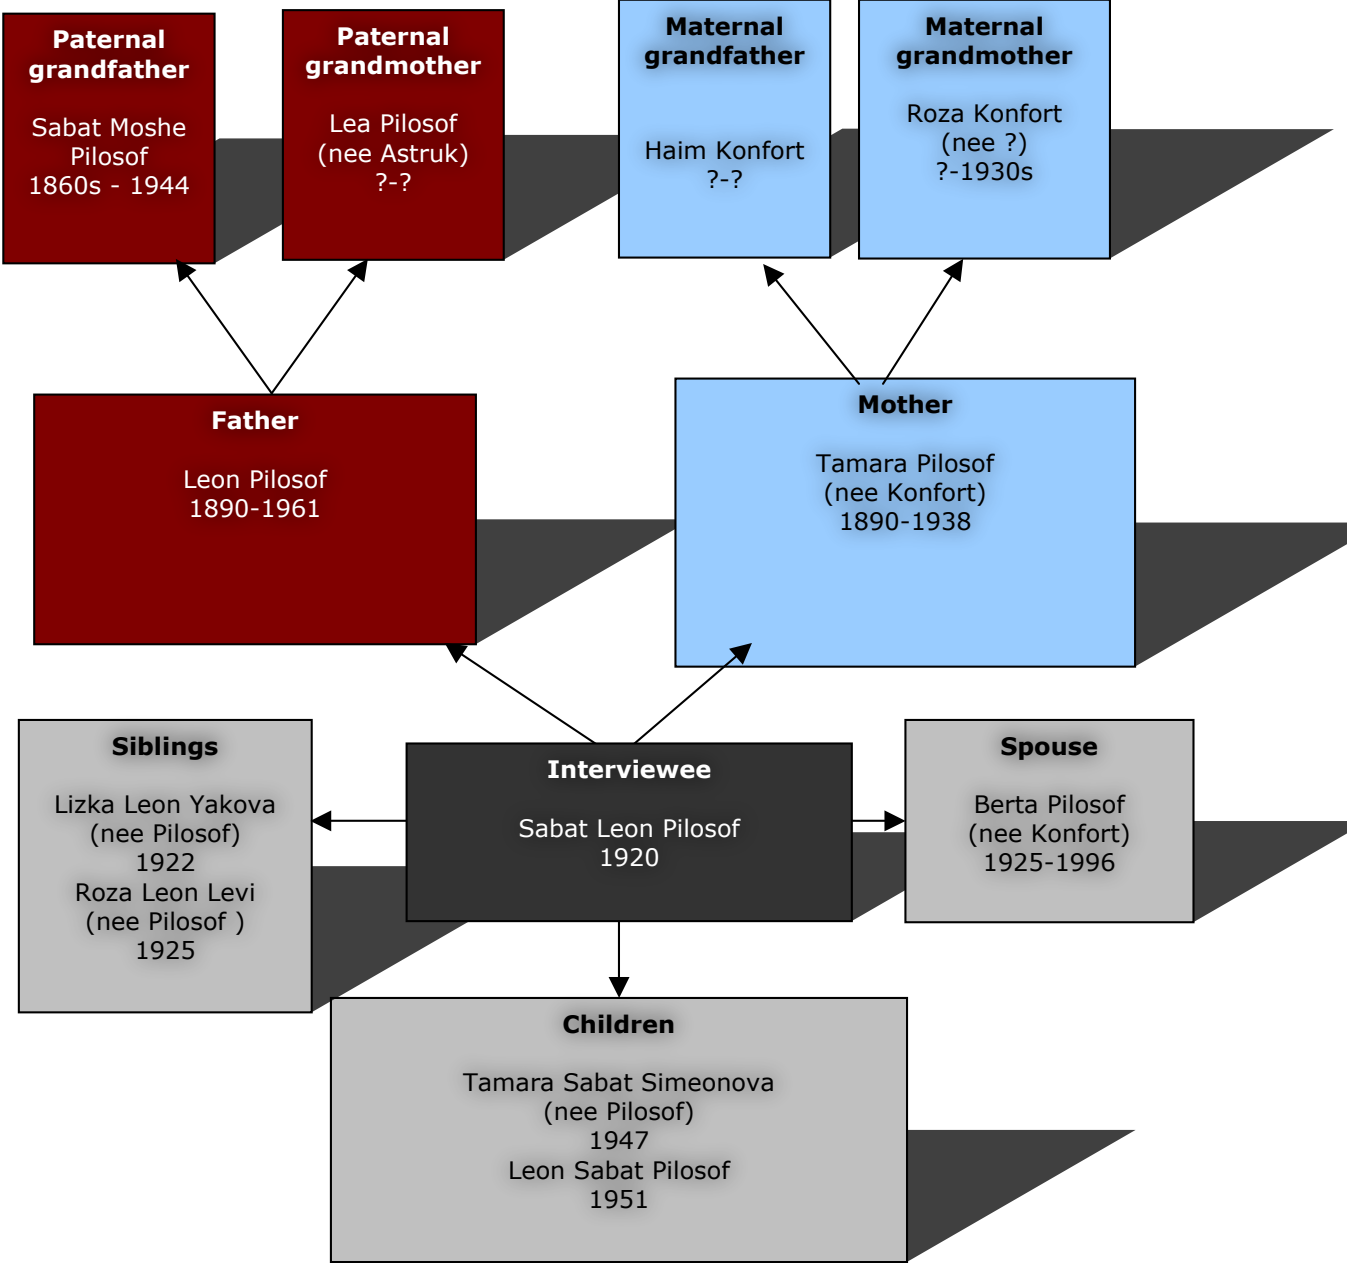 Paternal
grandfather
Sabat Moshe
Pilosof
1860s - 1944
Paternal
grandmother
Lea Pilosof
(nee Astruk)
?-?
Maternal
grandfather
Haim Konfort
?-?
Maternal
grandmother
Roza Konfort
(nee ?)
?-1930s
Father
Leon Pilosof
1890-1961
Mother
Tamara Pilosof
(nee Konfort)
1890-1938
Siblings
Lizka Leon Yakova
(nee Pilosof)
1922
Roza Leon Levi
(nee Pilosof )
1925
Interviewee
Sabat Leon Pilosof
1920
Spouse
Berta Pilosof
(nee Konfort)
1925-1996
Children
Tamara Sabat Simeonova
(nee Pilosof)
1947
Leon Sabat Pilosof
1951